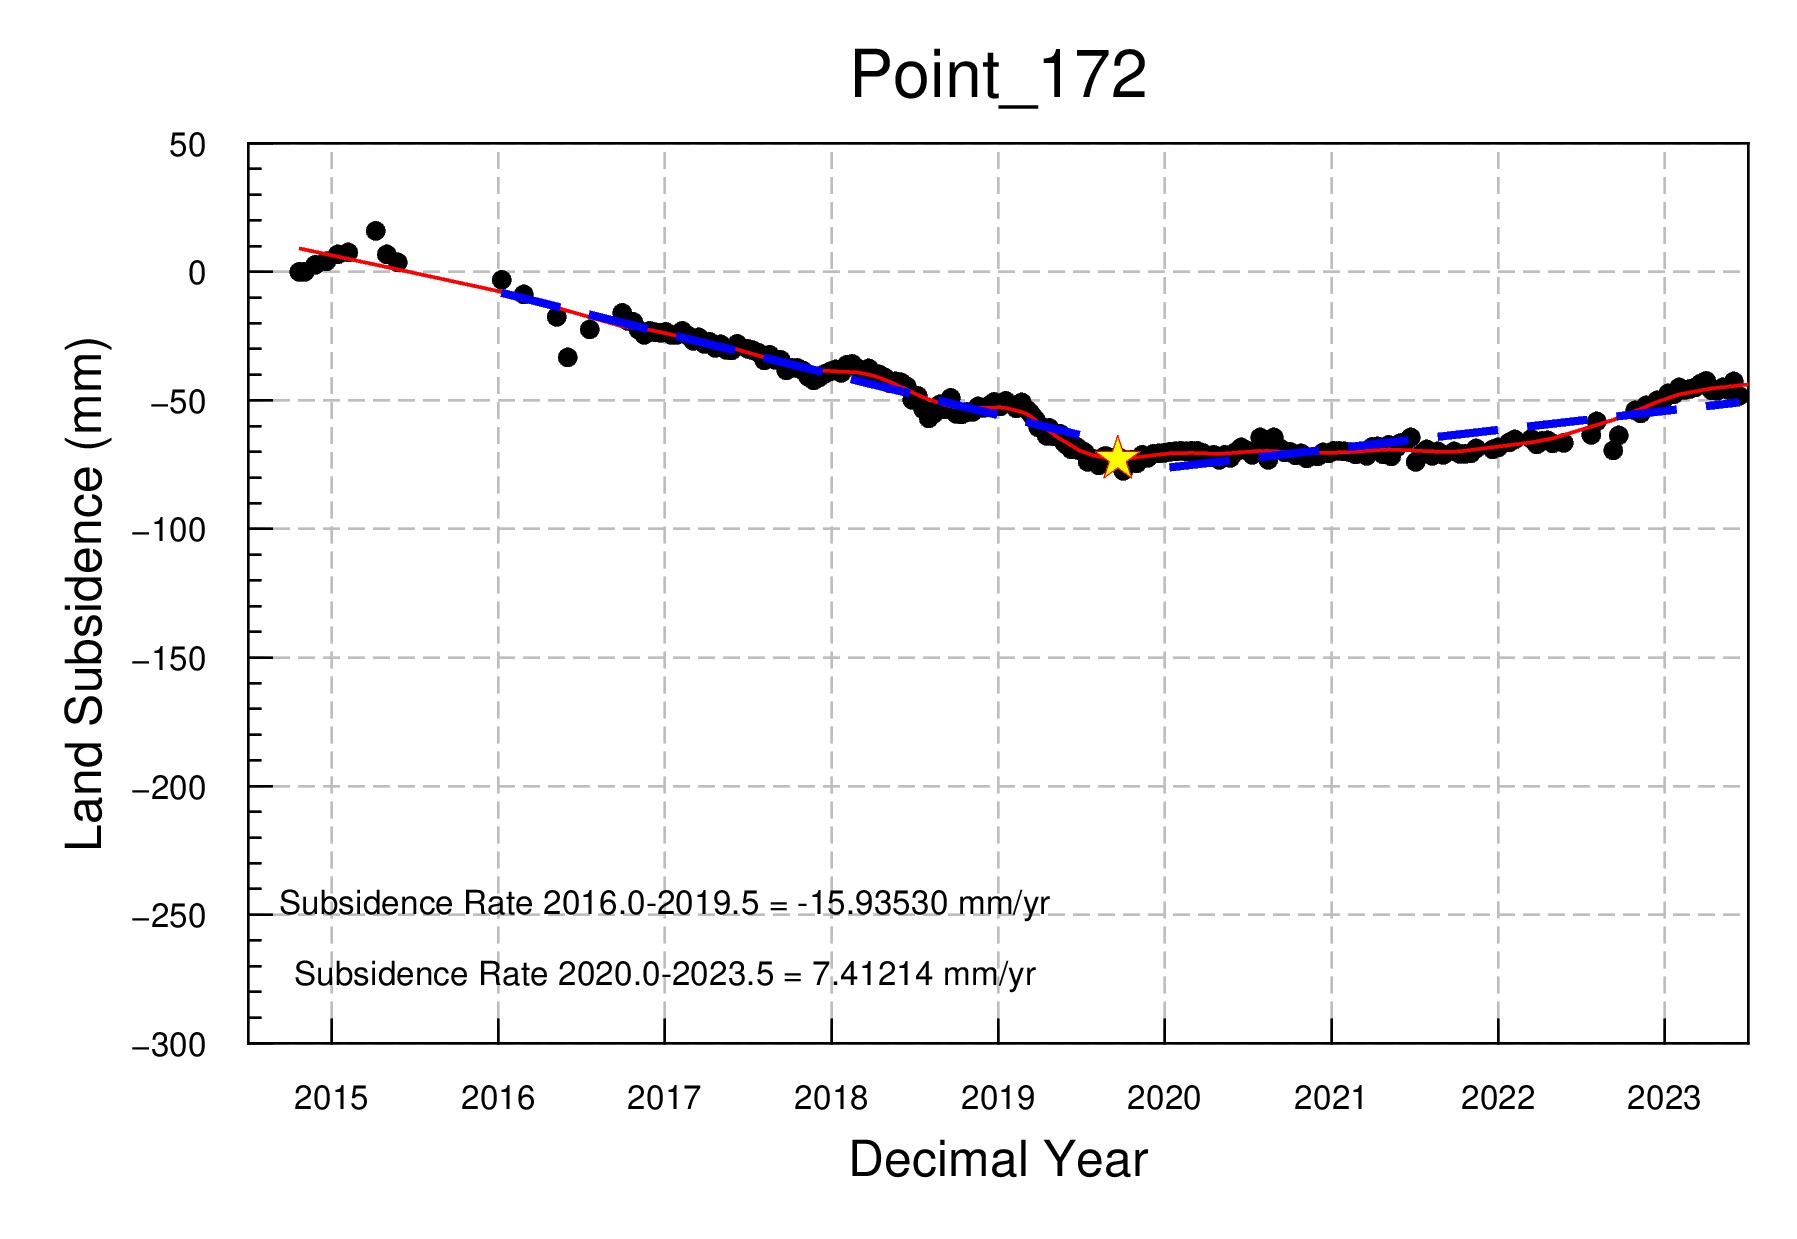 Point_172
50
0
−50
−100
−150
−200
−250
−300
Land Subsidence (mm)
Subsidence Rate 2016.0-2019.5 = -15.93530 mm/yr
Subsidence Rate 2020.0-2023.5 = 7.41214 mm/yr
2015 2016 2017 2018 2019 2020 2021 2022 2023
Decimal Year